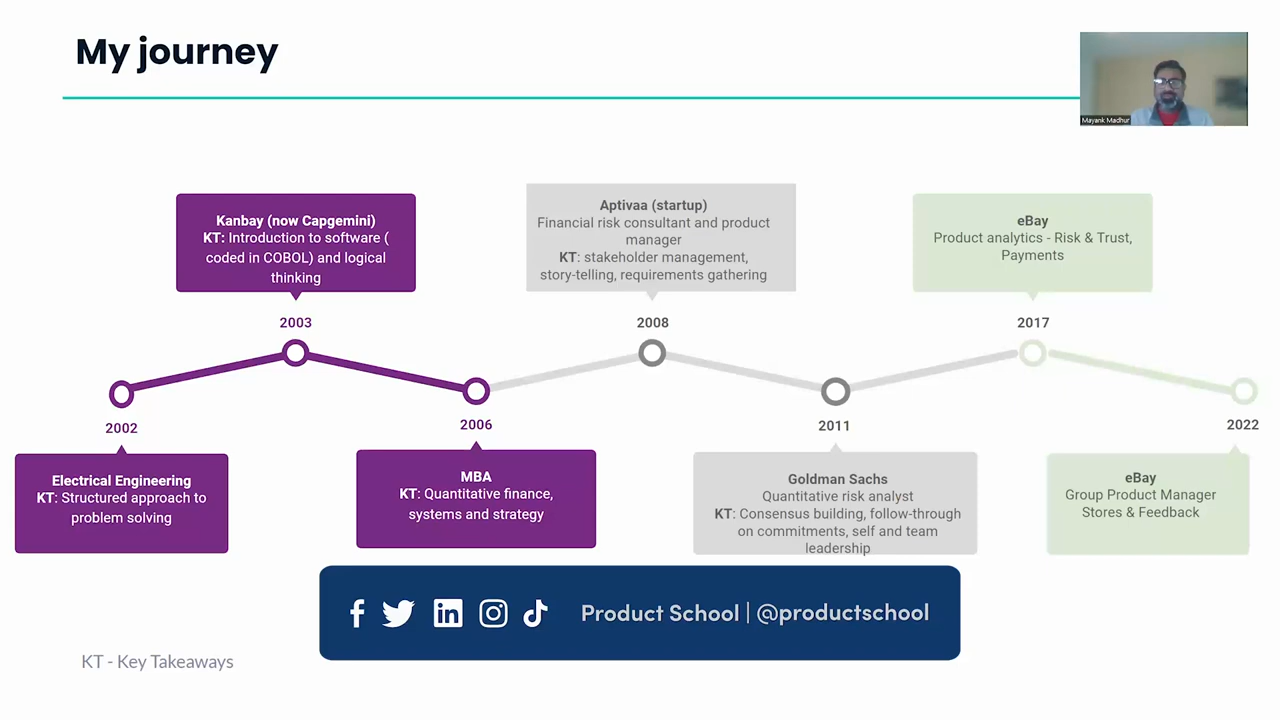 My journey
Mayank Madhur
Kanbay (now Capgemini)
KT: Introduction to software (
coded in COBOL) and logical
thinking
Aptivaa (startup)
Financial risk consultant and product
manager
KT: stakeholder management,
story-telling, requirements gathering
eBay
Product analytics - Risk & Trust,
Payments
2003
2008
2017
2002
2006
2011
2022
Electrical Engineering
KT: Structured approach to
problem solving
MBA
KT: Quantitative finance,
systems and strategy
Goldman Sachs
Quantitative risk analyst
KT: Consensus building, follow-through
on commitments, self and team
leadership
eBay
Group Product Manager
Stores & Feedback
Product School | @productschool
KT - Key Takeaways